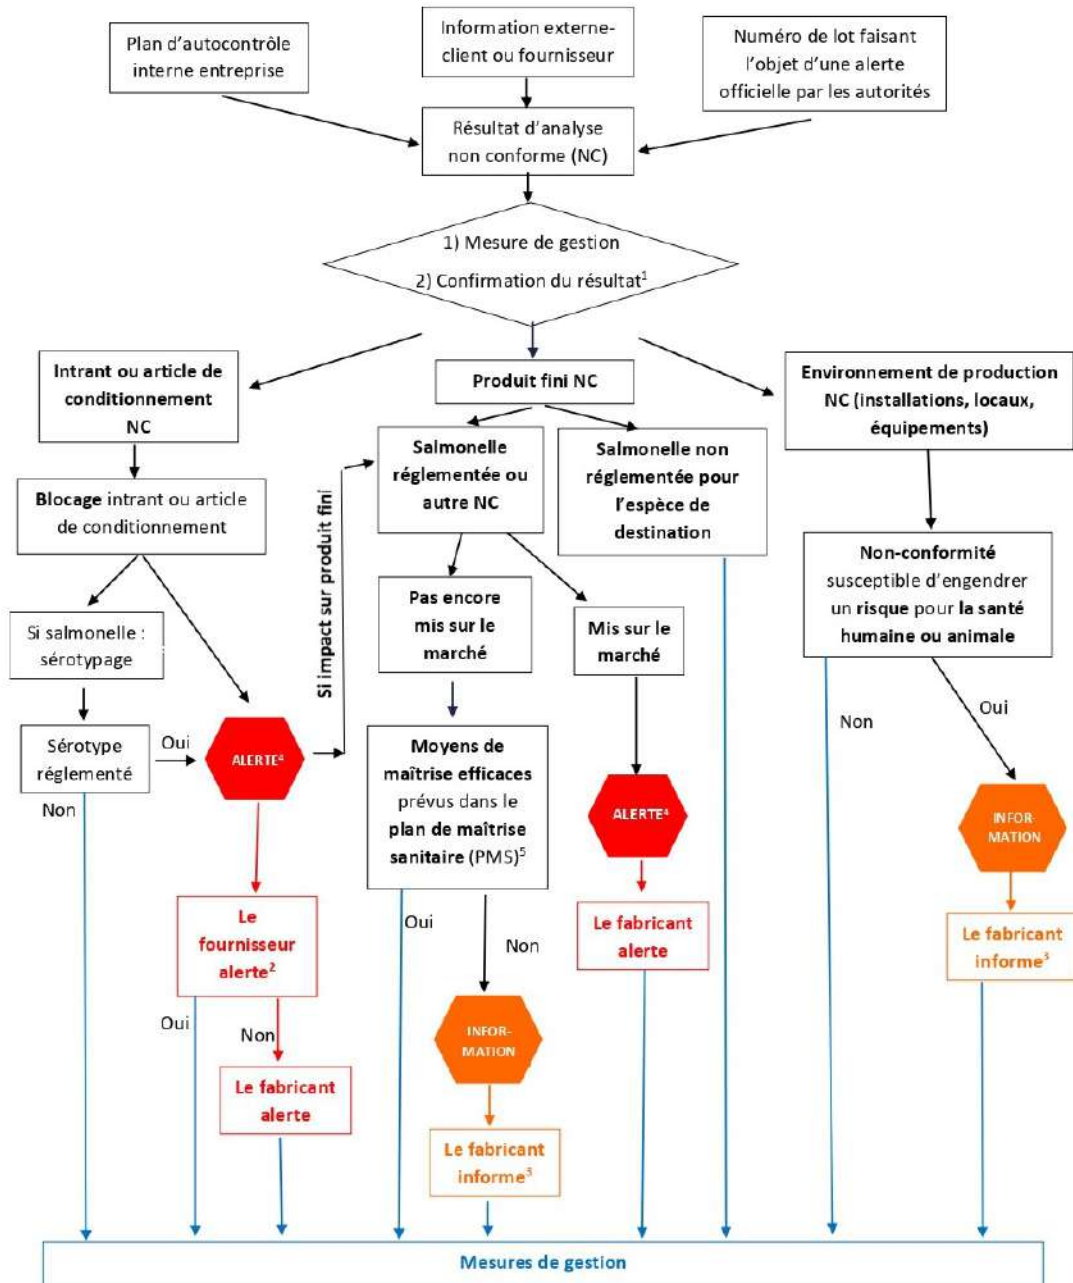 Plan d'autocontrôle
interne entreprise
Information externe-
client ou fournisseur
Numéro de lot faisant
l'objet d'une alerte
officielle par les autorités
Résultat d'analyse
non conforme (NC)
1) Mesure de gestion
2) Confirmation du résultat¹
Intrant ou article de
conditionnement
NC
Produit fini NC
Environnement de production
NC (installations, locaux,
équipements)
Blocage intrant ou article
de conditionnement
Si impact sur produit fini
Salmonelle
réglementée ou
autre NC
Salmonelle non
réglementée pour
l'espèce de
destination
Non-conformité
susceptible d'engendrer
un risque pour la santé
humaine ou animale
Si salmonelle :
sérotypage
Pas encore
mis sur le
marché
Mis sur le
marché
Non
Oui
Sérotype
réglementé
Oui
Non
ALERTE⁴
Moyens de
maîtrise efficaces
prévus dans le
plan de maîtrise
sanitaire (PMS)⁵
ALERTE⁴
INFOR-
MATION
Le
fournisseur
alerte²
Oui
Non
Oui
Non
Le fabricant
alerte
Le fabricant
informe³
INFOR-
MATION
Le fabricant
alerte
Le fabricant
informe³
Mesures de gestion